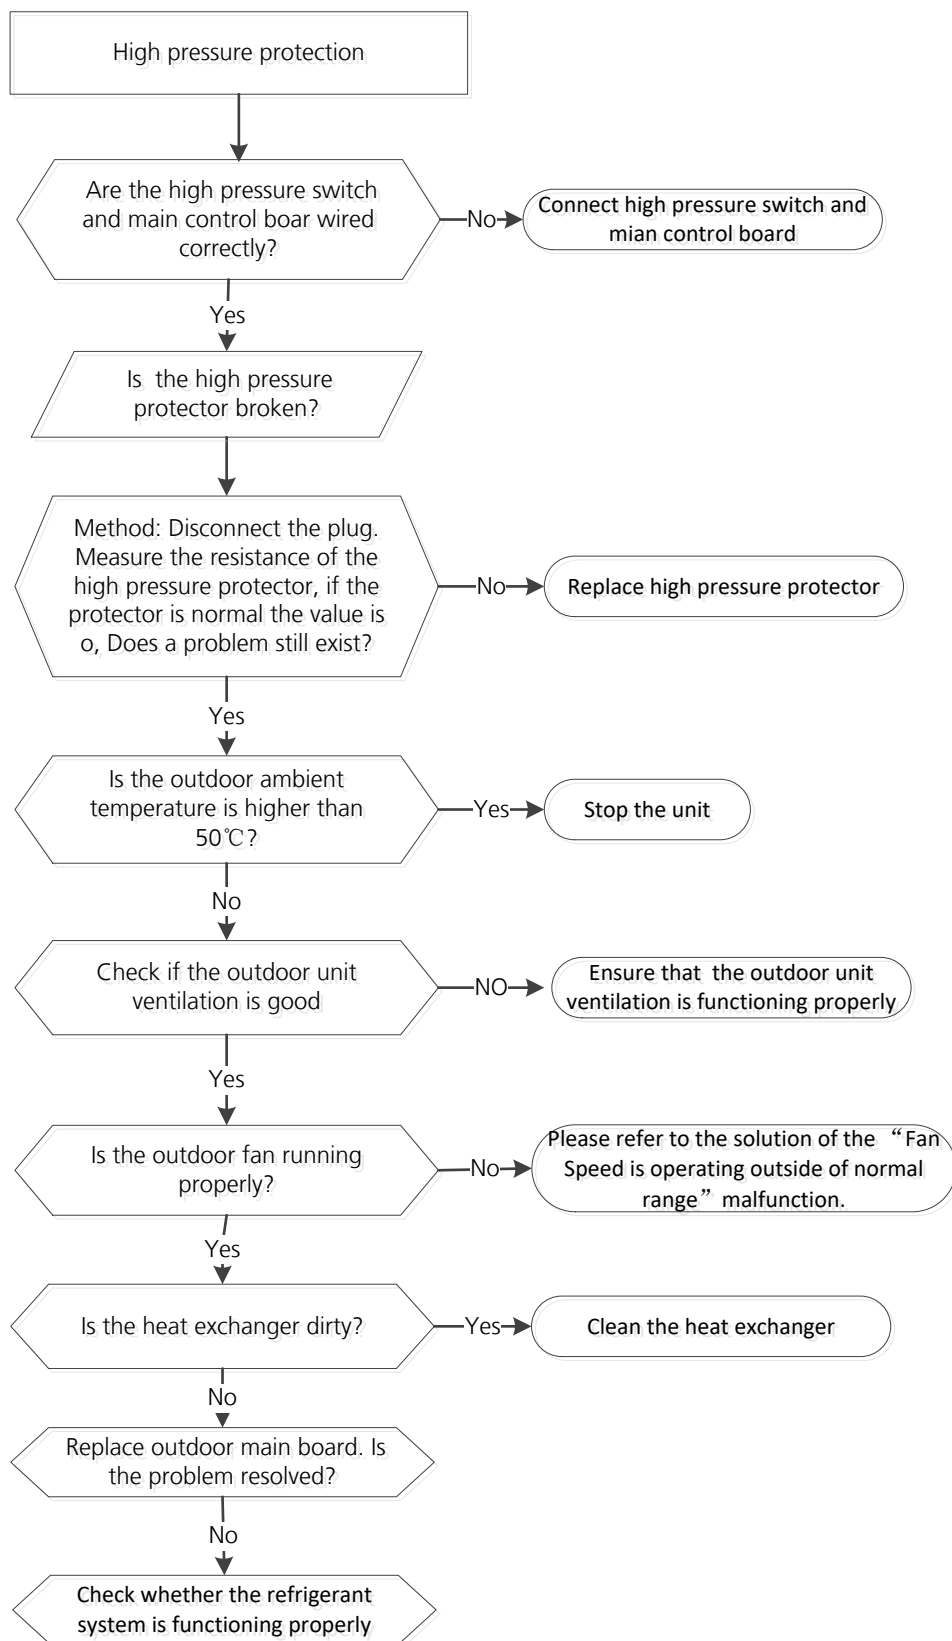 High pressure protection
Are the high pressure switch
and main control boar wired
correctly?
No
Connect high pressure switch and
mian control board
Yes
Is the high pressure
protector broken?
Method: Disconnect the plug.
Measure the resistance of the
high pressure protector, if the
protector is normal the value is
o, Does a problem still exist?
No
Replace high pressure protector
Yes
Is the outdoor ambient
temperature is higher than
50℃?
Yes
Stop the unit
No
Check if the outdoor unit
ventilation is good
NO
Ensure that the outdoor unit
ventilation is functioning properly
Yes
Is the outdoor fan running
properly?
No
Please refer to the solution of the “Fan
Speed is operating outside of normal
range” malfunction.
Yes
Is the heat exchanger dirty?
Yes
Clean the heat exchanger
No
Replace outdoor main board. Is
the problem resolved?
No
Check whether the refrigerant
system is functioning properly